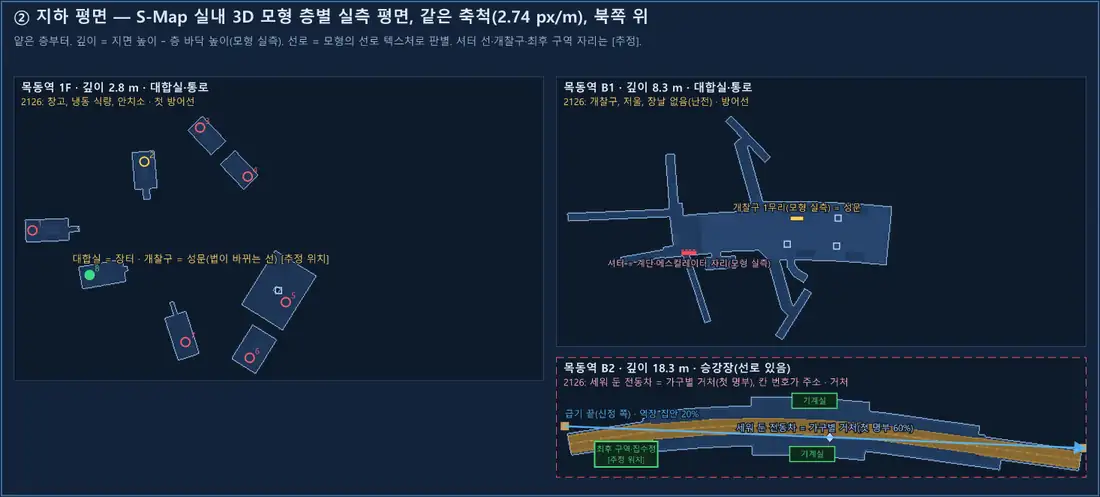 ② 지하 평면 — S-Map 실내 3D 모형 층별 실측 평면, 같은 축척(2.74 px/m), 북쪽 위
얕은 층부터. 깊이 = 지면 높이 − 층 바닥 높이(모형 실측). 선로 = 모형의 선로 텍스처로 판별. 셔터 선·개찰구·최후 구역 자리는 [추정].
목동역 1F · 깊이 2.8 m · 대합실·통로
2126: 창고, 냉동 식량, 안치소 · 첫 방어선
3
2
4
1
대합실 = 장터 · 개찰구 = 성문(법이 바뀌는 선) [추정 위치]
8
5
7
6
목동역 B1 · 깊이 8.3 m · 대합실·통로
2126: 개찰구, 저울, 장날 없음(난전) · 방어선
개찰구 1무리(모형 실측) = 성문
셔터 = 계단·에스컬레이터 자리(모형 실측)
목동역 B2 · 깊이 18.3 m · 승강장(선로 있음)
2126: 세워 둔 전동차 = 가구별 거처(첫 명부), 칸 번호가 주소 · 거처
기계실
급기 끝(신정 쪽) · 역장 집안 20%
세워 둔 전동차 = 가구별 거처(첫 명부 60%)
최후 구역·집수정
[추정 위치]
기계실